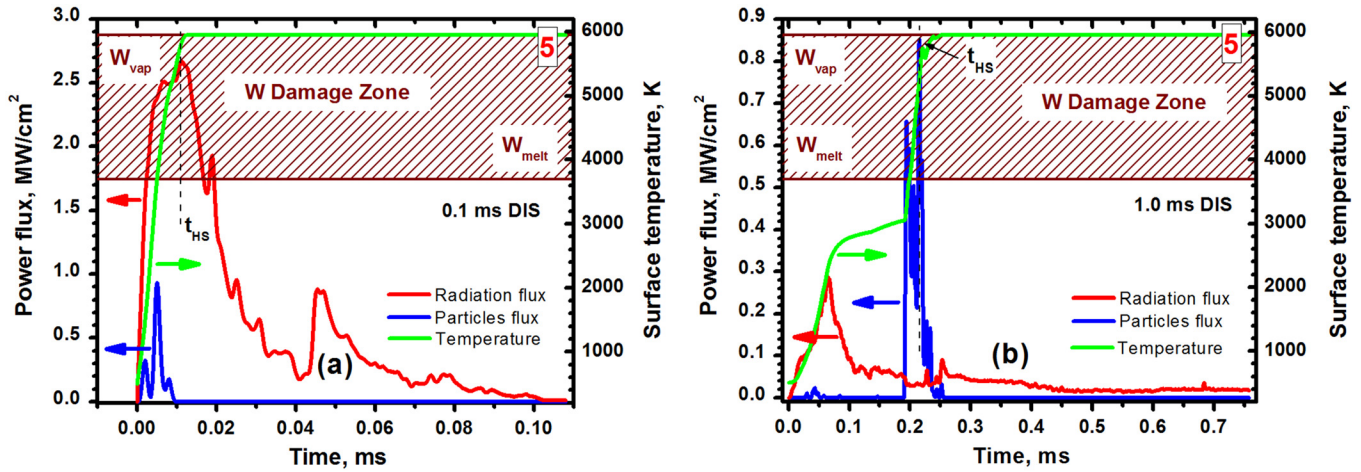 3.0
2.5
2.0
1.5
1.0
0.5
0.0
Power flux, MW/cm²
6000
5000
4000
3000
2000
1000
Surface temperature, K
5
W_vap
W Damage Zone
W_melt
0.1 ms DIS
t_HS
Radiation flux
Particles flux
Temperature
(a)
0.00 0.02 0.04 0.06 0.08 0.10
Time, ms
0.9
0.8
0.7
0.6
0.5
0.4
0.3
0.2
0.1
0.0
Power flux, MW/cm²
6000
5000
4000
3000
2000
1000
Surface temperature, K
5
W_vap
t_HS
W Damage Zone
W_melt
1.0 ms DIS
Radiation flux
Particles flux
Temperature
(b)
0.0 0.1 0.2 0.3 0.4 0.5 0.6 0.7
Time, ms